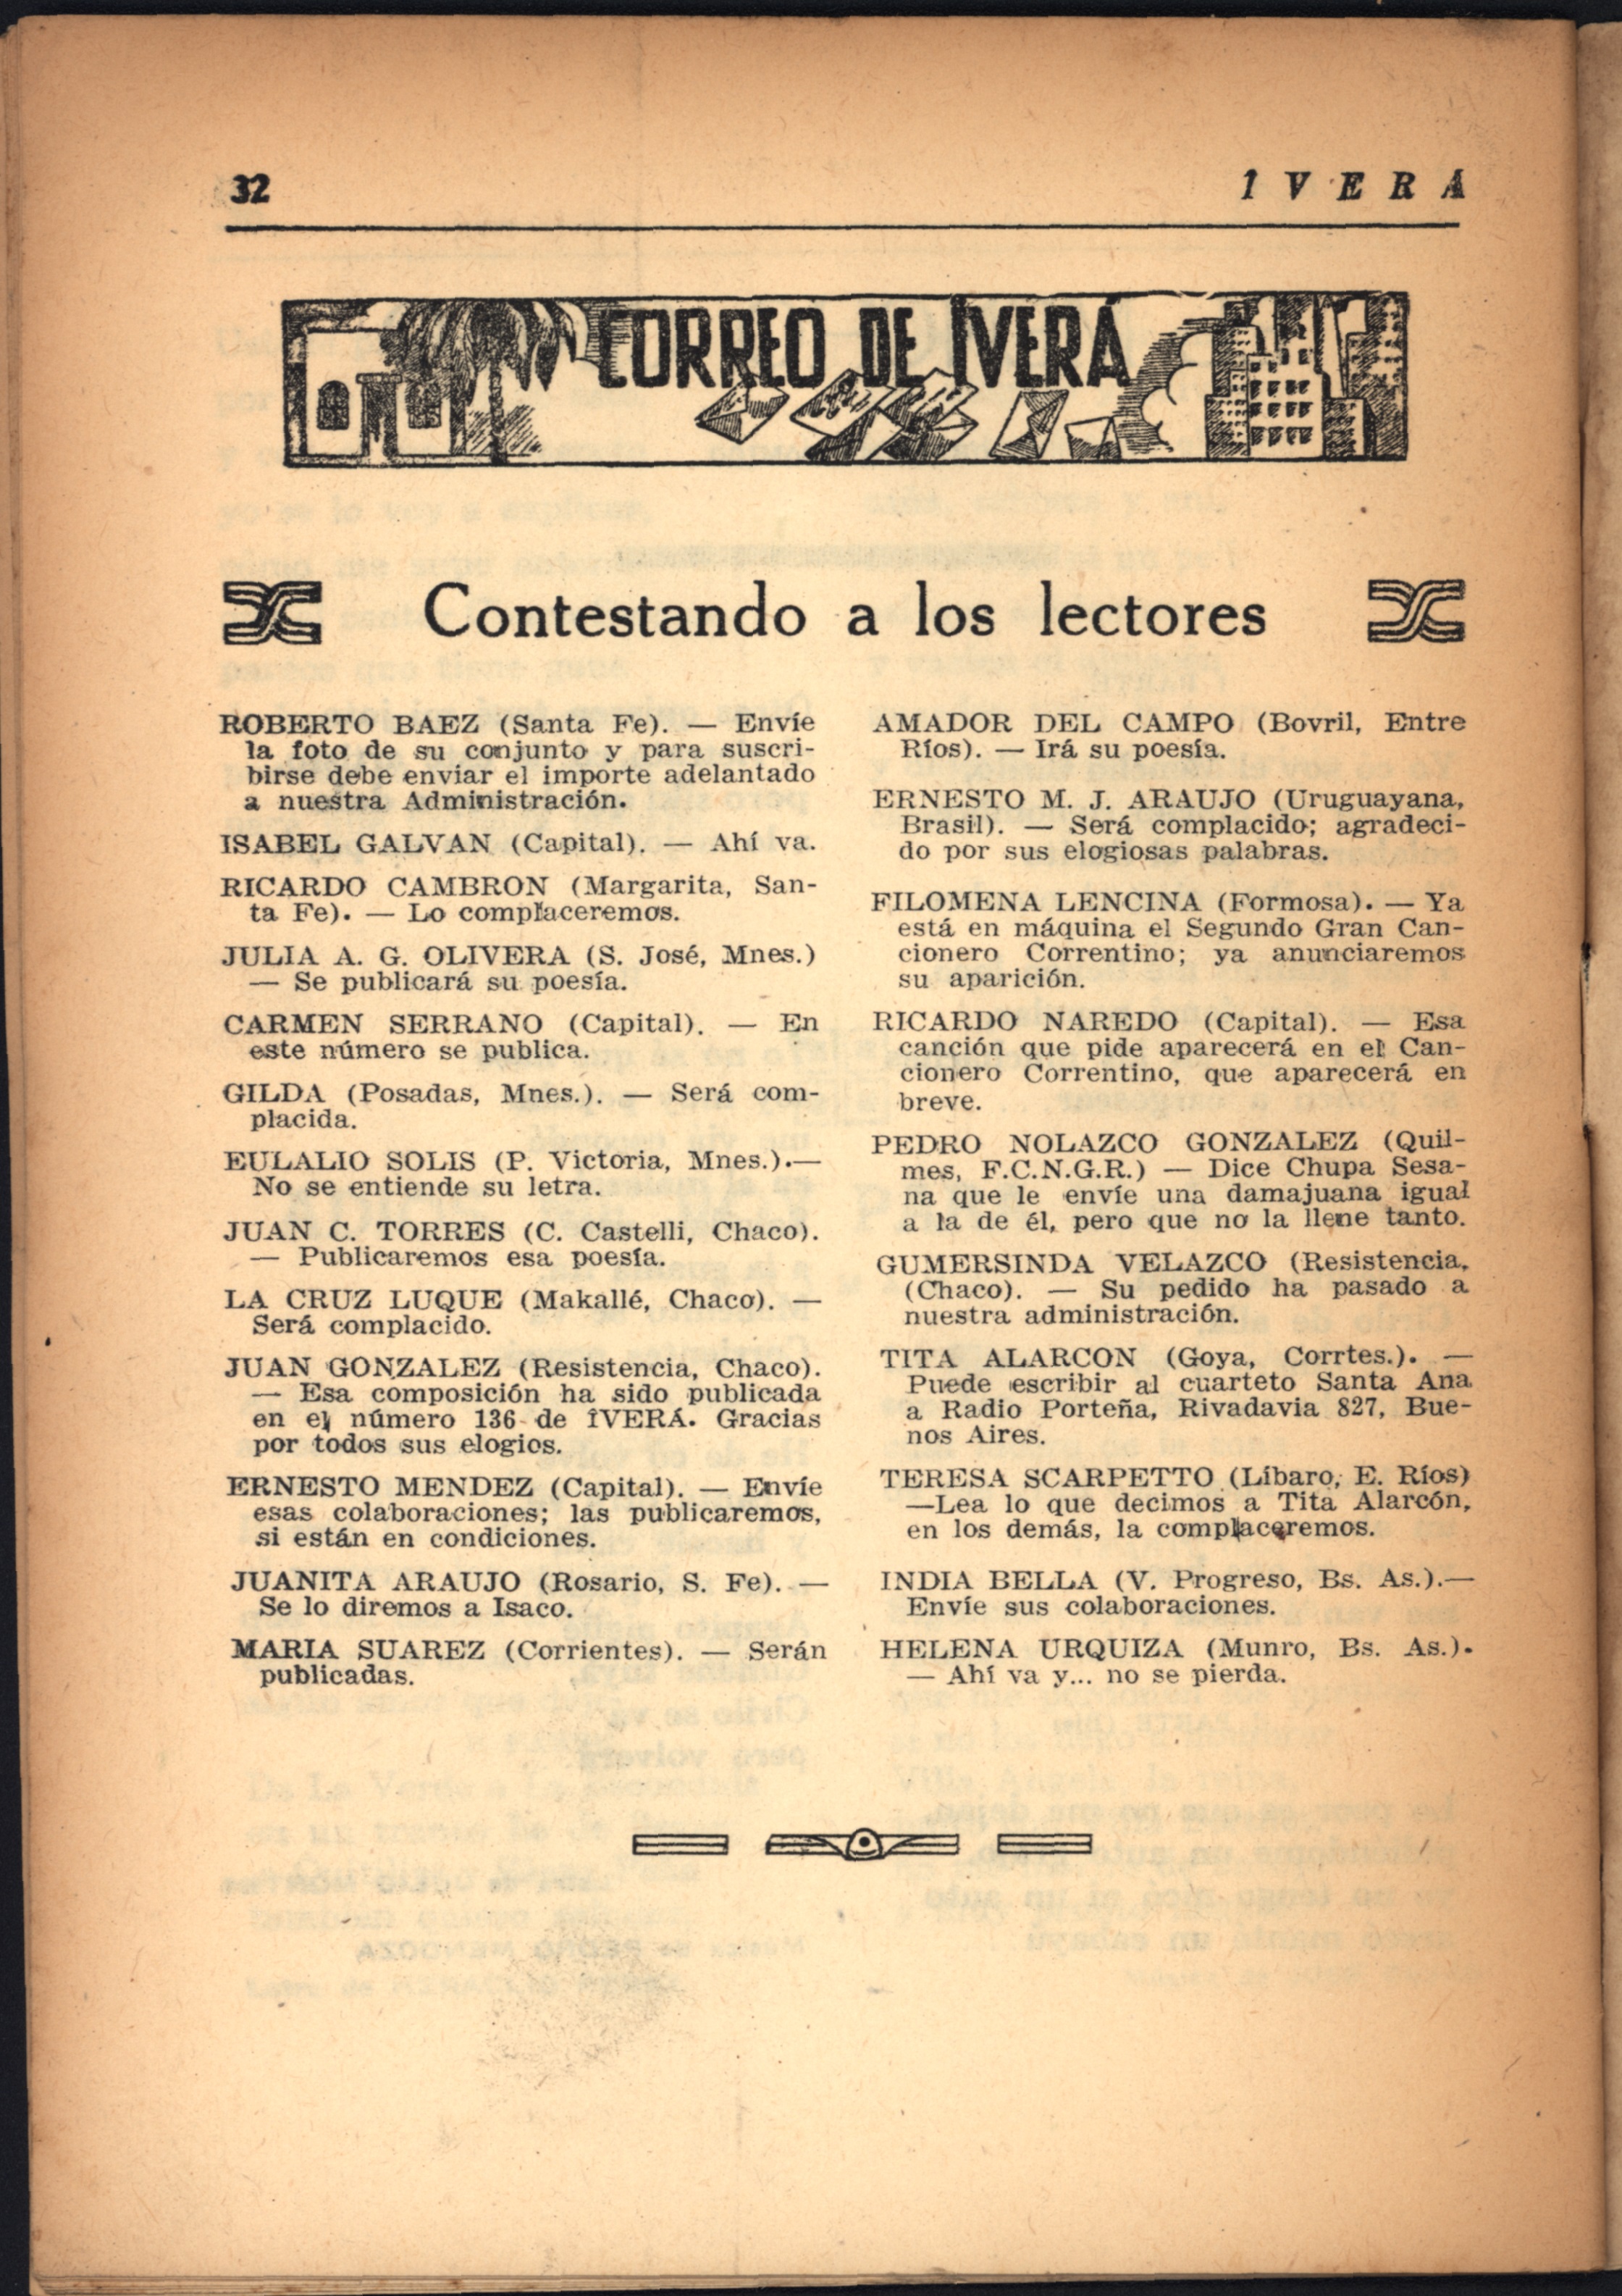 32
1 V E R Á
CORREO DE IVERÁ
Contestando a los lectores
ROBERTO BAEZ (Santa Fe). — Envíe
la foto de su conjunto y para suscri-
birse debe enviar el importe adelantado
a nuestra Administración.
ISABEL GALVAN (Capital). — Ahí va.
RICARDO CAMBRON (Margarita, San-
ta Fe). — Lo complaceremos.
JULIA A. G. OLIVERA (S. José, Mnes.)
— Se publicará su poesía.
CARMEN SERRANO (Capital). — En
este número se publica.
GILDA (Posadas, Mnes.). — Será com-
placida.
EULALIO SOLIS (P. Victoria, Mnes.).—
No se entiende su letra.
JUAN C. TORRES (C. Castelli, Chaco).
— Publicaremos esa poesía.
LA CRUZ LUQUE (Makallé, Chaco). —
Será complacido.
JUAN GONZALEZ (Resistencia, Chaco).
— Esa composición ha sido publicada
en el número 136 de IVERÁ. Gracias
por todos sus elogios.
ERNESTO MENDEZ (Capital). — Envíe
esas colaboraciones; las publicaremos,
si están en condiciones.
JUANITA ARAUJO (Rosario, S. Fe). —
Se lo diremos a Isaco.
MARIA SUAREZ (Corrientes). — Serán
publicadas.
AMADOR DEL CAMPO (Bovril, Entre
Ríos). — Irá su poesía.
ERNESTO M. J. ARAUJO (Uruguayana,
Brasil). — Será complacido; agradeci-
do por sus elogiosas palabras.
FILOMENA LENCINA (Formosa). — Ya
está en máquina el Segundo Gran Can-
cionero Correntino; ya anunciaremos
su aparición.
RICARDO NAREDO (Capital). — Esa
canción que pide aparecerá en el Can-
cionero Correntino, que aparecerá en
breve.
PEDRO NOLAZCO GONZALEZ (Quil-
mes, F.C.N.G.R.) — Dice Chupa Sesa-
na que le envíe una damajuana igual
a la de él, pero que no la llene tanto.
GUMERSINDA VELAZCO (Resistencia,
(Chaco). — Su pedido ha pasado a
nuestra administración.
TITA ALARCON (Goya, Corrtes.). —
Puede escribir al cuarteto Santa Ana
a Radio Porteña, Rivadavia 827, Bue-
nos Aires.
TERESA SCARPETTO (Líbaro, E. Ríos)
—Lea lo que decimos a Tita Alarcón,
en los demás, la complaceremos.
INDIA BELLA (V. Progreso, Bs. As.).—
Envíe sus colaboraciones.
HELENA URQUIZA (Munro, Bs. As.).
— Ahí va y... no se pierda.